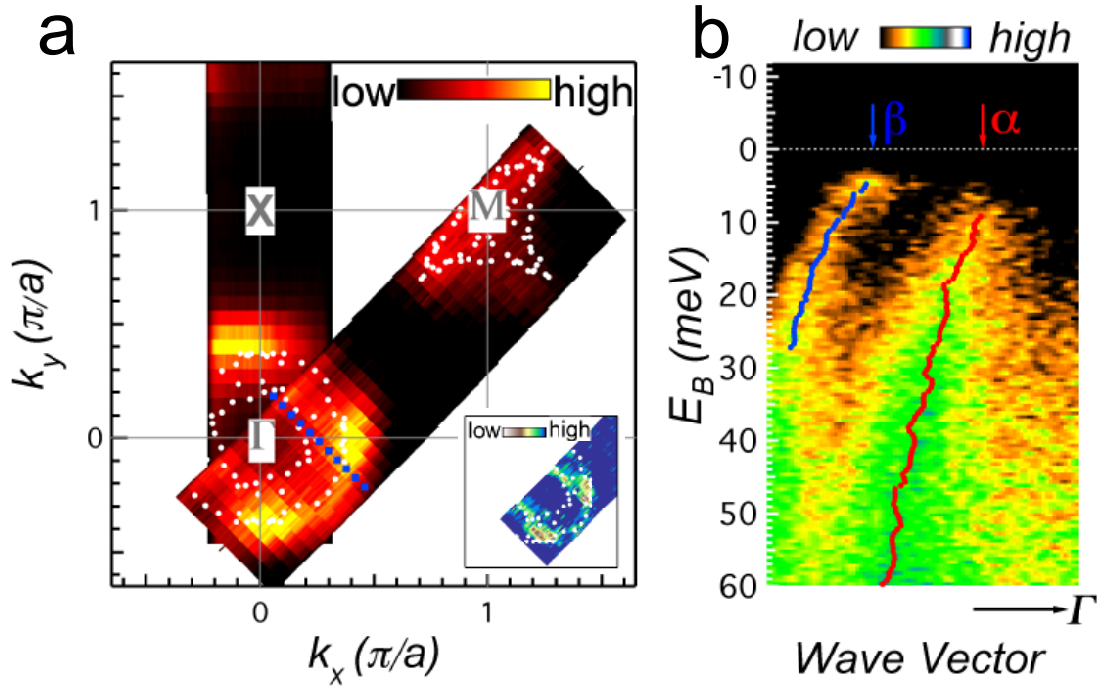 a
low high
X
M
1
k_y (π/a)
Γ
0
low high
0
1
k_x (π/a)
b
low high
-10
β α
0
10
20
30
40
50
60
E_B (meV)
Γ
Wave Vector